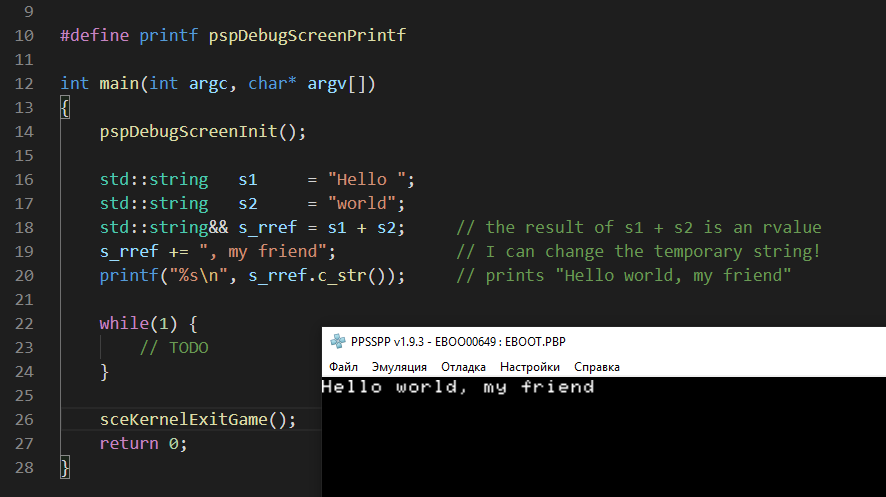 9
10 #define printf pspDebugScreenPrintf
11
12 int main(int argc, char* argv[])
13 {
14     pspDebugScreenInit();
15
16     std::string   s1     = "Hello ";
17     std::string   s2     = "world";
18     std::string&& s_rref = s1 + s2;     // the result of s1 + s2 is an rvalue
19     s_rref += ", my friend";            // I can change the temporary string!
20     printf("%s\n", s_rref.c_str());     // prints "Hello world, my friend"
21
22     while(1) {
23         // TODO
24     }
25
26     sceKernelExitGame();
27     return 0;
28 }
PPSSPP v1.9.3 - EBOO00649 : EBOOT.PBP
Файл Эмуляция Отладка Настройки Справка
Hello world, my friend